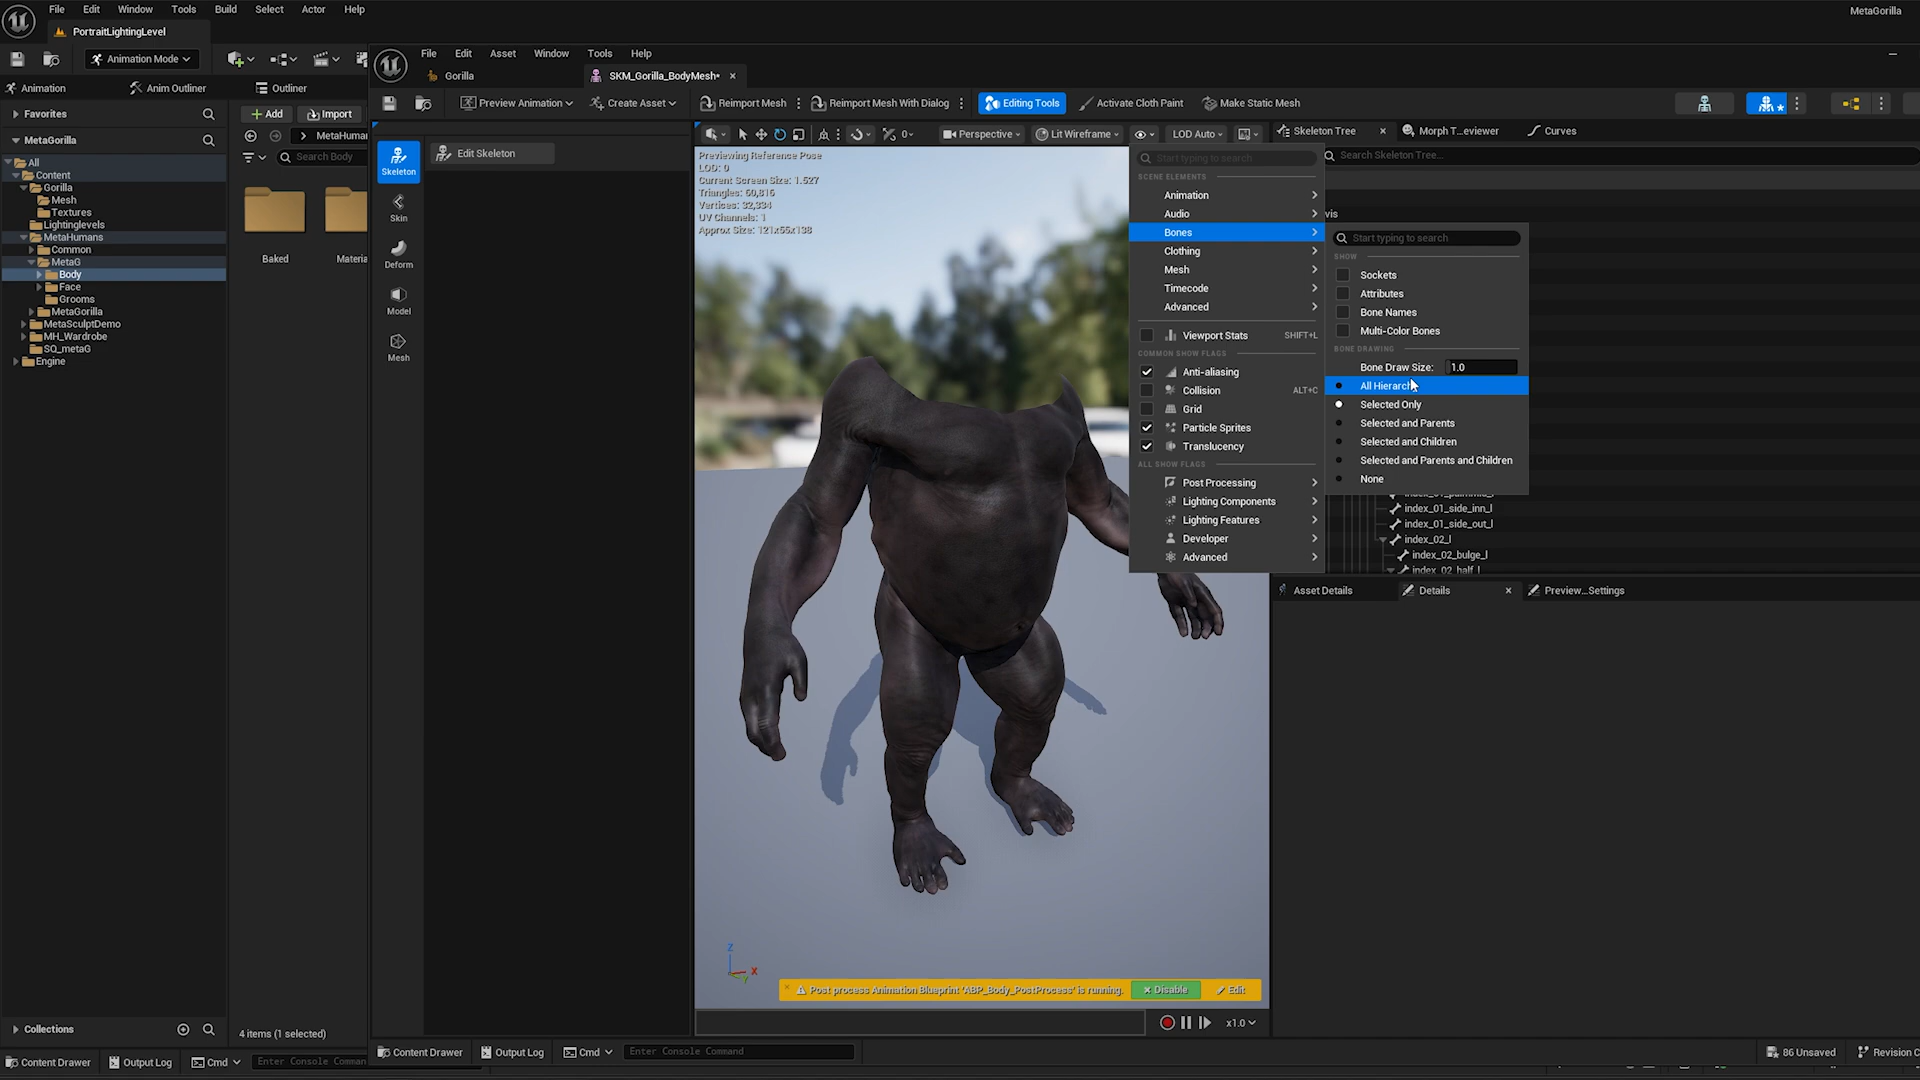 File Edit Window Tools Build Select Actor Help
MetaGorilla
PortraitLightingLevel
Animation Mode
File Edit Asset Window Tools Help
Gorilla
SKM_Gorilla_BodyMesh*
Animation
Anim Outliner
Outliner
Preview Animation
Create Asset
Reimport Mesh
Reimport Mesh With Dialog
Editing Tools
Activate Cloth Paint
Make Static Mesh
Favorites
Add
Import
MetaGorilla
MetaHuman
Search Body
All
Content
Gorilla
Mesh
Textures
Lightinglevels
MetaHumans
Common
MetaG
Body
Face
Grooms
MetaGorilla
MetaSculptDemo
MH_Wardrobe
SQ_metaG
Engine
Baked
Materia
Skeleton
Skin
Deform
Model
Mesh
Edit Skeleton
0
Perspective
Lit Wireframe
LOD Auto
Previewing Reference Pose
LOD: 0
Current Screen Size: 1.527
Triangles: 60,816
Vertices: 32,334
UV Channels: 1
Approx Size: 121x55x138
Start typing to search
SCENE ELEMENTS
Animation
Audio
Bones
Clothing
Mesh
Timecode
Advanced
Viewport Stats SHIFT+L
COMMON SHOW FLAGS
Anti-aliasing
Collision ALT+C
Grid
Particle Sprites
Translucency
ALL SHOW FLAGS
Post Processing
Lighting Components
Lighting Features
Developer
Advanced
Skeleton Tree
Morph T...eviewer
Curves
Search Skeleton Tree...
vis
Start typing to search
SHOW
Sockets
Attributes
Bone Names
Multi-Color Bones
BONE DRAWING
Bone Draw Size: 1.0
All Hierarch
Selected Only
Selected and Parents
Selected and Children
Selected and Parents and Children
None
index_01_side_inn_l
index_01_side_out_l
index_02_l
index_02_bulge_l
index_02_half_l
Asset Details
Details
Preview...Settings
Z
X
Post process Animation Blueprint 'ABP_Body_PostProcess' is running.
Disable
Edit
x1.0
Collections
4 items (1 selected)
Content Drawer
Output Log
Cmd
Enter Console Comman
Content Drawer
Output Log
Cmd
Enter Console Command
86 Unsaved
Revision C